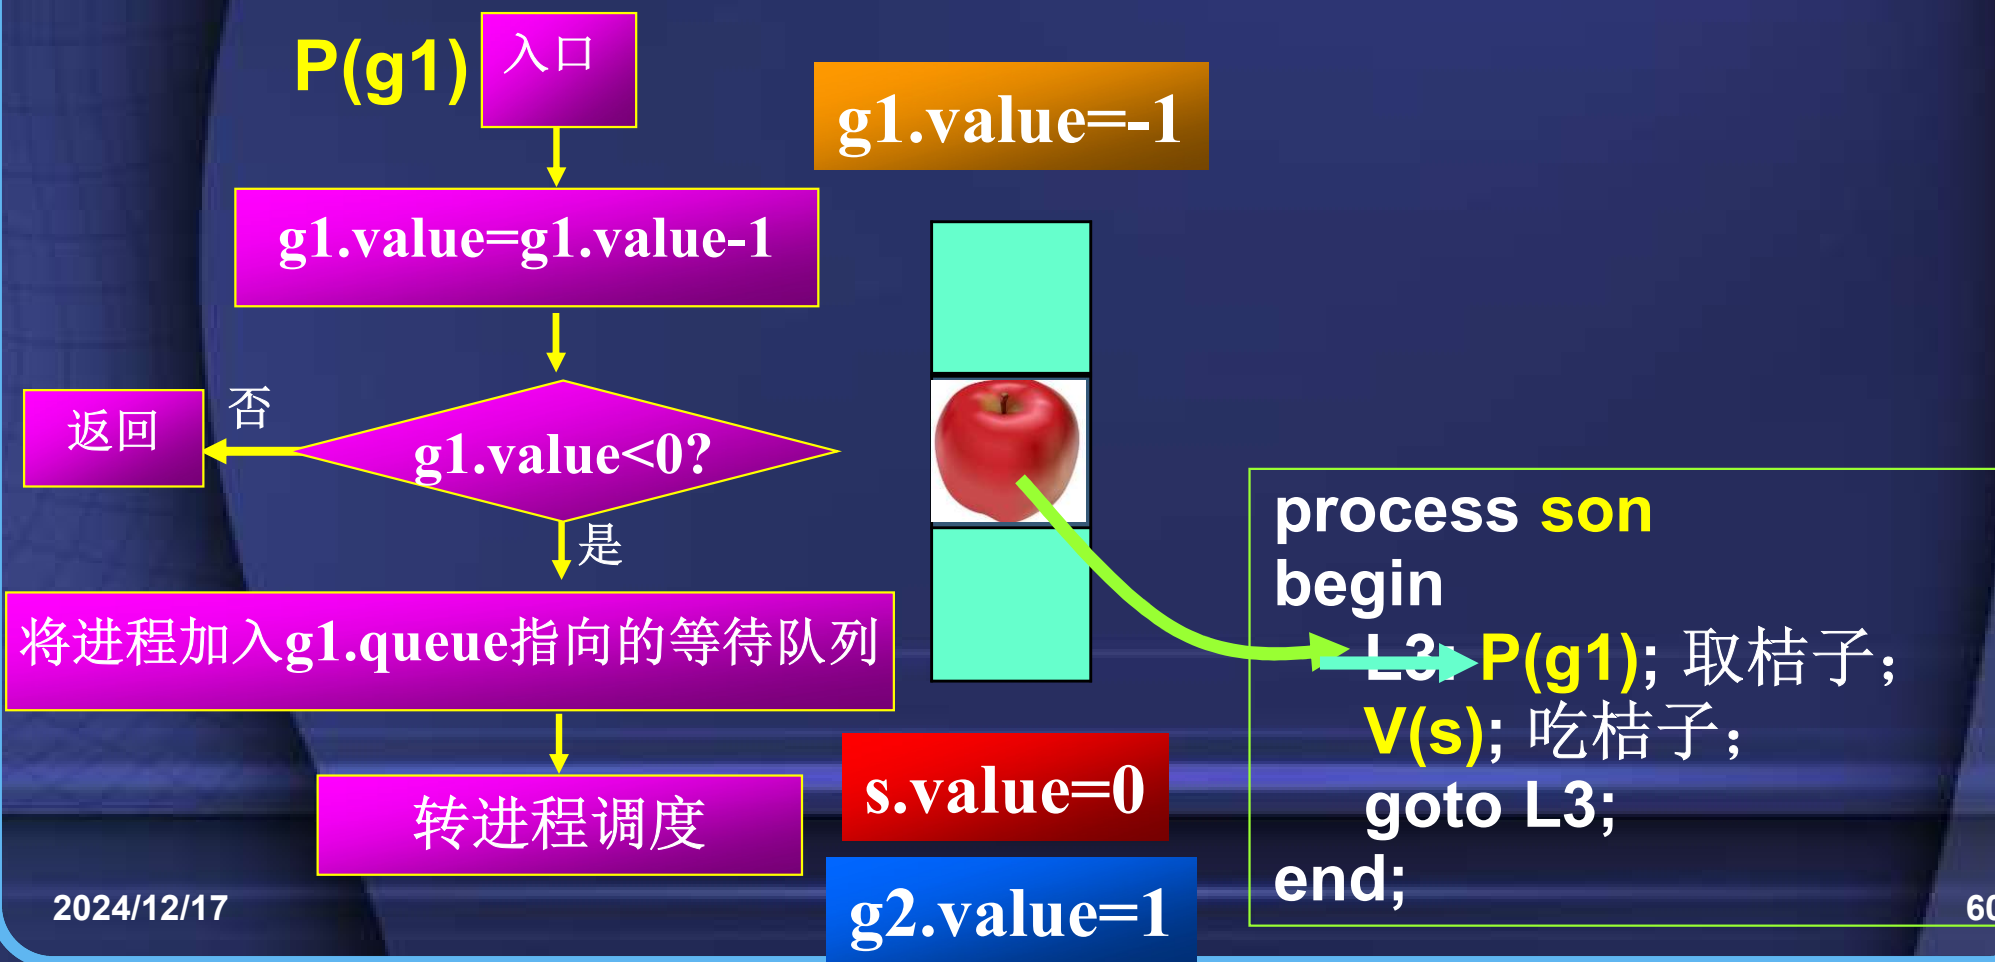 P(g1)
入口
g1.value=-1
g1.value=g1.value-1
返回
否
g1.value<0?
是
将进程加入g1.queue指向的等待队列
转进程调度
s.value=0
g2.value=1
process son
begin
L3: P(g1); 取桔子;
V(s); 吃桔子;
goto L3;
end;
2024/12/17
60